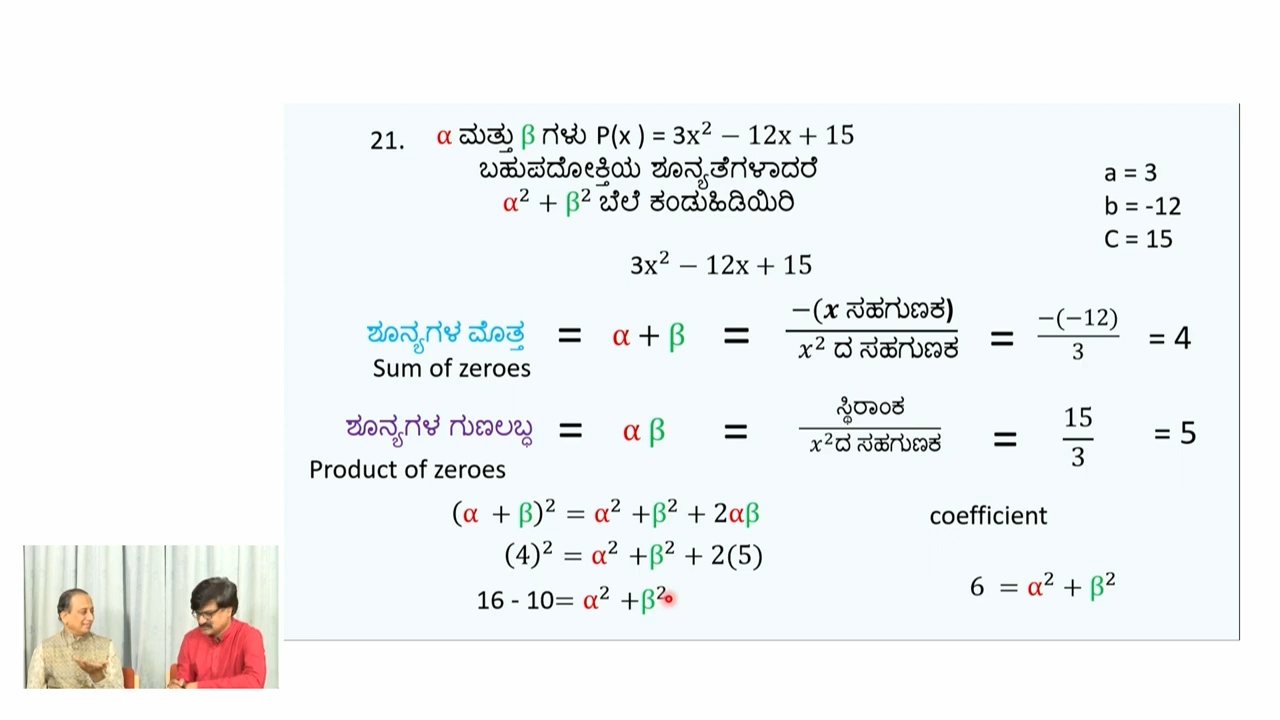 21. α ಮತ್ತು β ಗಳು P(x ) = 3x² − 12x + 15
ಬಹುಪದೋಕ್ತಿಯ ಶೂನ್ಯತೆಗಳಾದರೆ
α² + β² ಬೆಲೆ ಕಂಡುಹಿಡಿಯಿರಿ
a = 3
b = -12
C = 15
3x² − 12x + 15
ಶೂನ್ಯಗಳ ಮೊತ್ತ = α + β = −(x ಸಹಗುಣಕ) / x² ದ ಸಹಗುಣಕ = −(−12) / 3 = 4
Sum of zeroes
ಶೂನ್ಯಗಳ ಗುಣಲಬ್ಧ = α β = ಸ್ಥಿರಾಂಕ / x²ದ ಸಹಗುಣಕ = 15 / 3 = 5
Product of zeroes
(α + β)² = α² +β² + 2αβ
coefficient
(4)² = α² +β² + 2(5)
16 - 10= α² +β²
6 = α² + β²